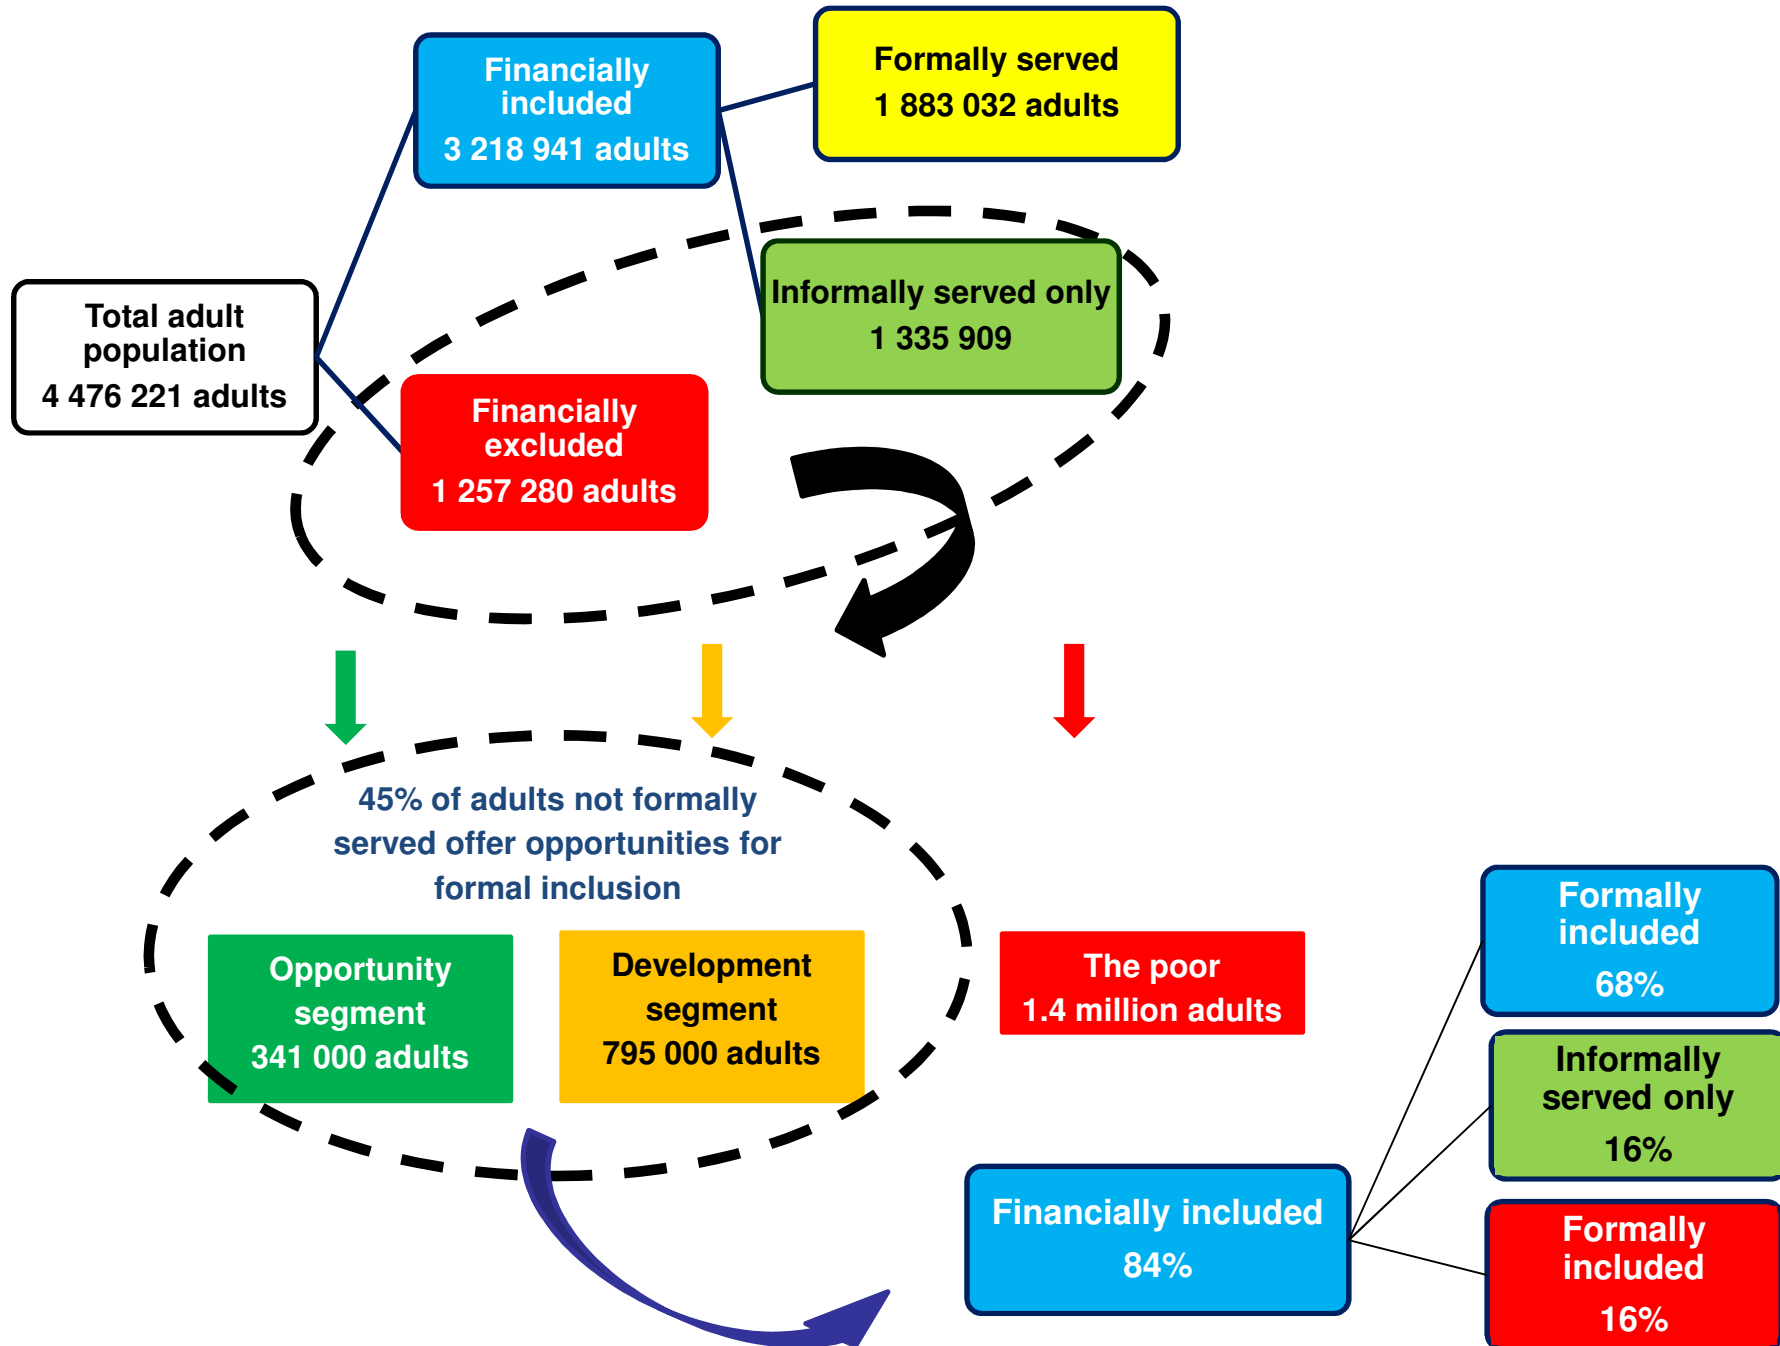 Financially
included
3 218 941 adults
Formally served
1 883 032 adults
Informally served only
1 335 909
Total adult
population
4 476 221 adults
Financially
excluded
1 257 280 adults
45% of adults not formally
served offer opportunities for
formal inclusion
Opportunity
segment
341 000 adults
Development
segment
795 000 adults
The poor
1.4 million adults
Financially included
84%
Formally
included
68%
Informally
served only
16%
Formally
included
16%